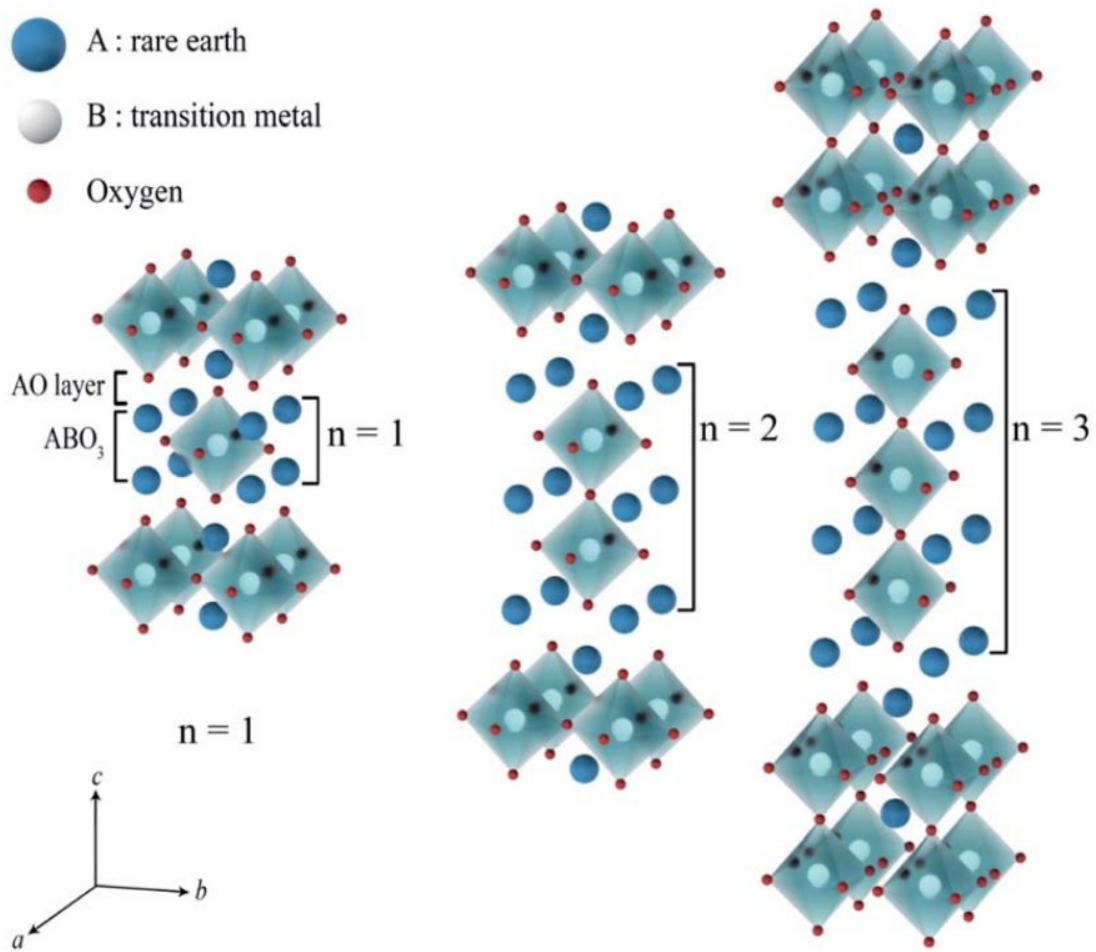 A : rare earth
B : transition metal
Oxygen
AO layer
ABO₃
n = 1
n = 2
n = 3
n = 1
c
b
a